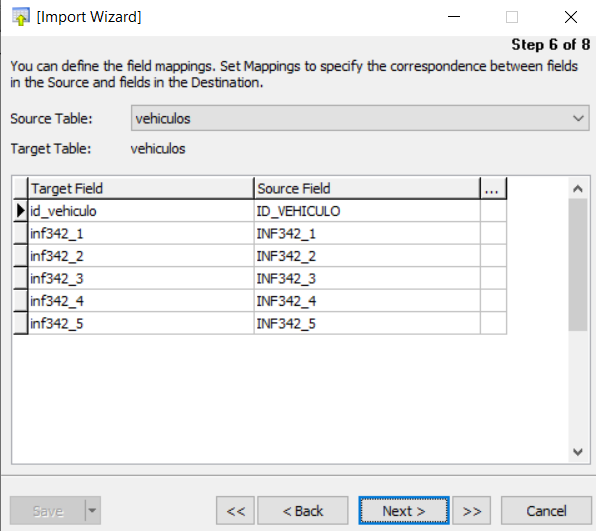 [Import Wizard]
Step 6 of 8
You can define the field mappings. Set Mappings to specify the correspondence between fields
in the Source and fields in the Destination.
Source Table: vehiculos
Target Table: vehiculos
Target Field Source Field ...
id_vehiculo ID_VEHICULO
inf342_1 INF342_1
inf342_2 INF342_2
inf342_3 INF342_3
inf342_4 INF342_4
inf342_5 INF342_5
Save << < Back Next > >> Cancel